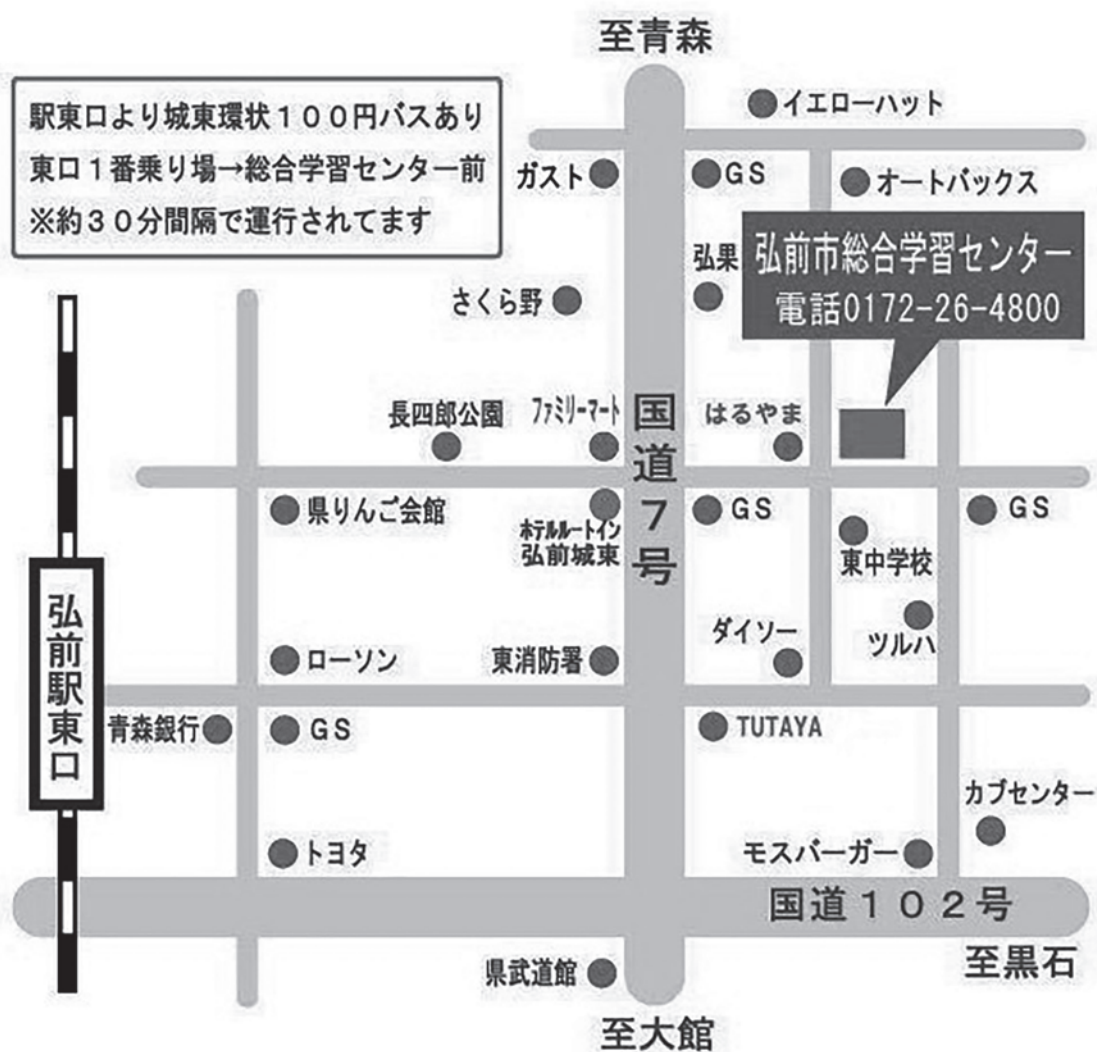 至青森
駅東口より城東環状１００円バスあり
東口１番乗り場→総合学習センター前
※約３０分間隔で運行されてます
イエローハット
ガスト
GS
オートバックス
弘果
弘前市総合学習センター
電話0172-26-4800
さくら野
長四郎公園
ファミリーマート
国道７号
はるやま
県りんご会館
ホテルルートイン
弘前城東
GS
東中学校
GS
ツルハ
弘前駅東口
ローソン
東消防署
ダイソー
青森銀行
GS
TUTAYA
カブセンター
トヨタ
モスバーガー
国道１０２号
至黒石
県武道館
至大館